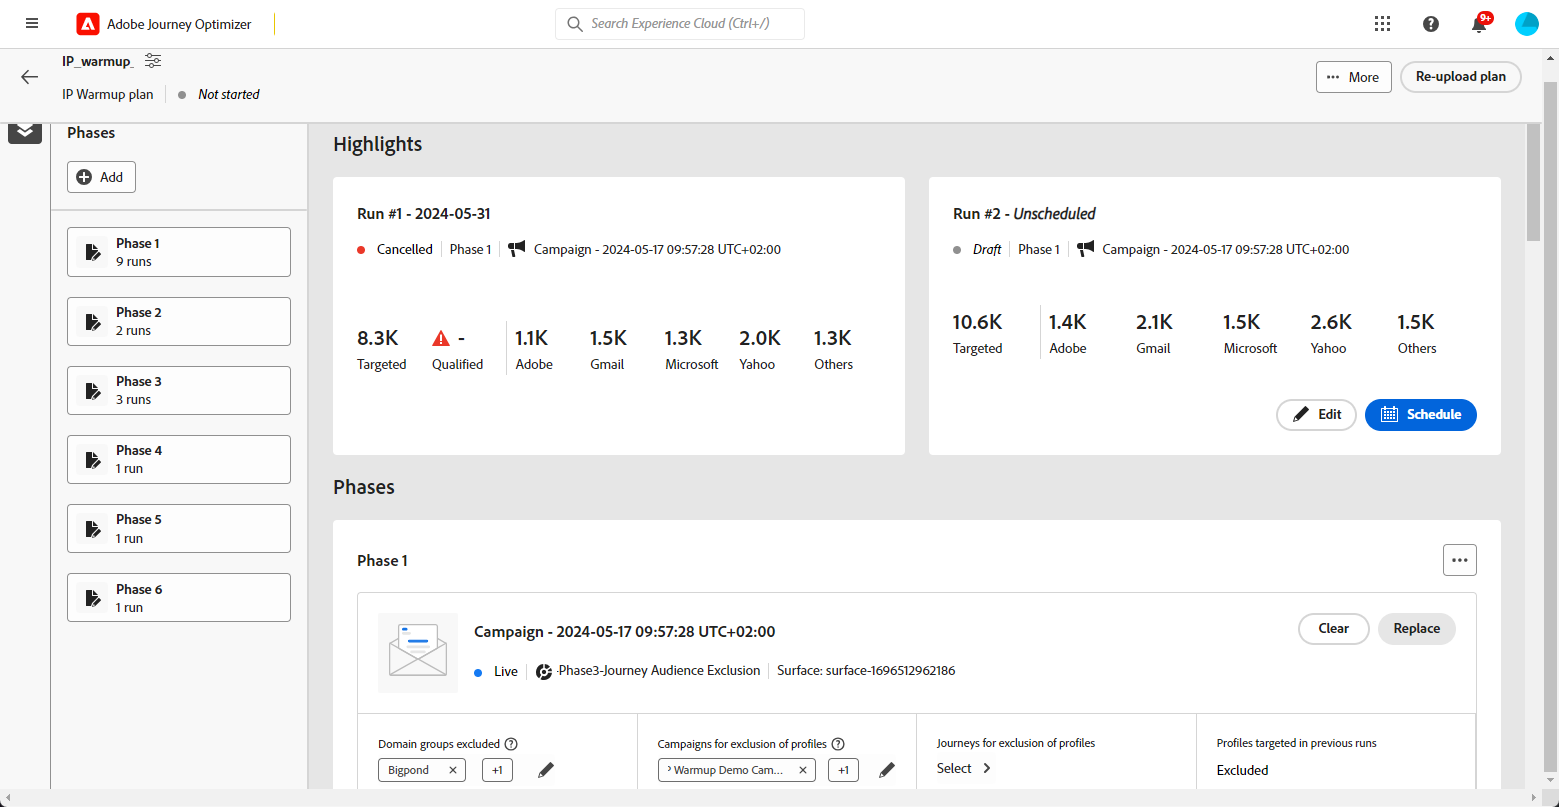 Adobe Journey Optimizer
Search Experience Cloud (Ctrl+/)
9+
IP_warmup_
IP Warmup plan
Not started
More
Re-upload plan
Phases
Add
Phase 1
9 runs
Phase 2
2 runs
Phase 3
3 runs
Phase 4
1 run
Phase 5
1 run
Phase 6
1 run
Highlights
Run #1 - 2024-05-31
Cancelled Phase 1 Campaign - 2024-05-17 09:57:28 UTC+02:00
8.3K - 1.1K 1.5K 1.3K 2.0K 1.3K
Targeted Qualified Adobe Gmail Microsoft Yahoo Others
Run #2 - Unscheduled
Draft Phase 1 Campaign - 2024-05-17 09:57:28 UTC+02:00
10.6K 1.4K 2.1K 1.5K 2.6K 1.5K
Targeted Adobe Gmail Microsoft Yahoo Others
Edit
Schedule
Phases
Phase 1
Campaign - 2024-05-17 09:57:28 UTC+02:00
Clear
Replace
Live Phase3-Journey Audience Exclusion Surface: surface-1696512962186
Domain groups excluded
Bigpond +1
Campaigns for exclusion of profiles
Warmup Demo Cam... +1
Journeys for exclusion of profiles
Select
Profiles targeted in previous runs
Excluded